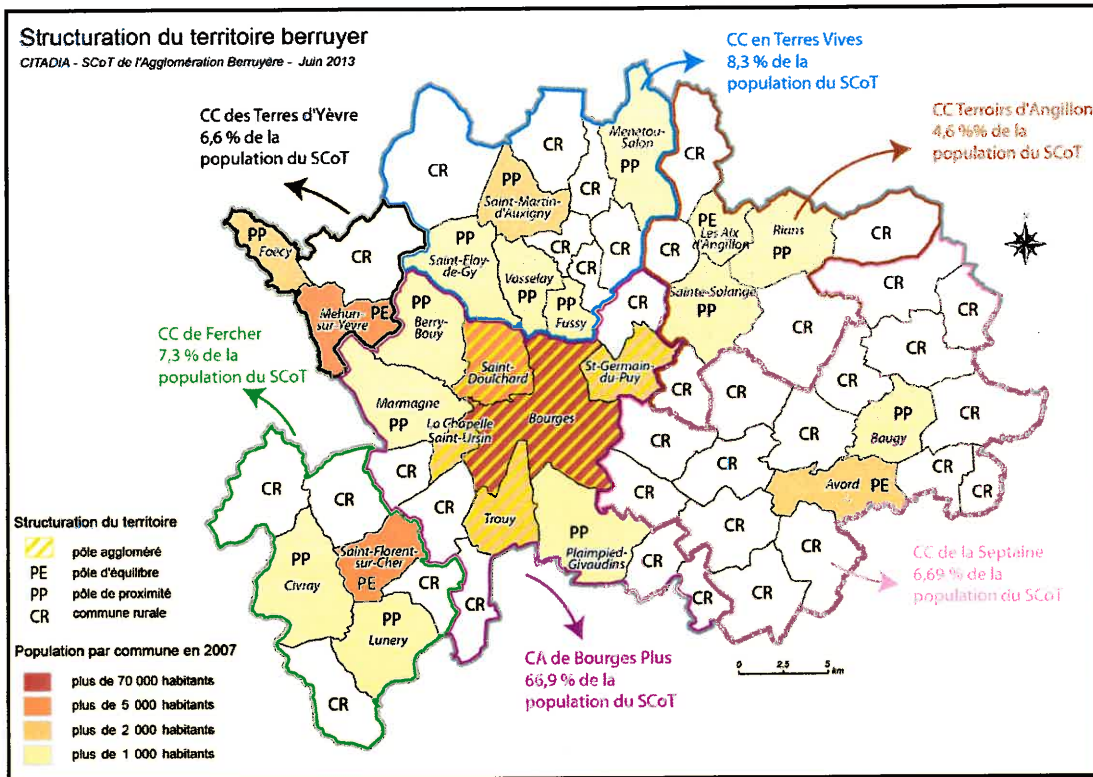 Structuration du territoire berruyer
CITADIA - SCoT de l'Agglomération Berruyère - Juin 2013
CC en Terres Vives
8,3 % de la
population du SCoT
CC des Terres d'Yèvre
6,6 % de la
population du SCoT
CC Terroirs d'Angillon
4,6 %% de la
population du SCoT
CR
CR
CR
CR
Menetou-
Salon
PP
PP
Saint-Martin-
d'Auxigny
CR
PP
Foëcy
CR
PP
Saint-Eloy-
de-Gy
CR
CR
CR
Vasselay
PP
PP
Fussy
CR
PE
Les Aix
d'Angillon
Rians
PP
CR
Sainte-Solange
PP
CR
CR
CR
CR
Mehun-
sur-Yèvre
PE
PP
Berry-
Bouy
CC de Fercher
7,3 % de la
population du SCoT
Saint-
Doulchard
St-Germain-
du-Puy
Bourges
CR
CR
Marmagne
PP
La Chapelle
Saint-Ursin
CR
CR
CR
PP
Baugy
CR
CR
Avord
PE
CR
CR
CR
CR
CR
CR
Trouy
PP
Plaimpied-
Givaudins
CR
CR
CR
CR
CR
PP
Civray
Saint-Florent-
sur-Cher
PE
CR
CR
PP
Lunery
CR
CC de la Septaine
6,69 % de la
population du SCoT
CA de Bourges Plus
66,9 % de la
population du SCoT
0 2,5 5
km
Structuration du territoire
pôle aggloméré
PE pôle d'équilibre
PP pôle de proximité
CR commune rurale
Population par commune en 2007
plus de 70 000 habitants
plus de 5 000 habitants
plus de 2 000 habitants
plus de 1 000 habitants